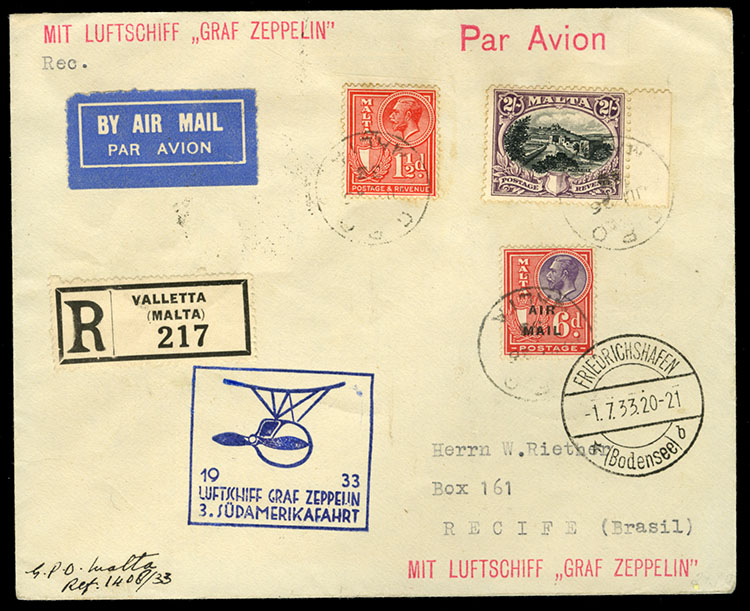 MIT LUFTSCHIFF „GRAF ZEPPELIN”
Par Avion
Rec.
BY AIR MAIL
PAR AVION
MALTA
1½d
POSTAGE & REVENUE
2/- MALTA 2/-
POSTAGE REVENUE
MALTA
AIR
MAIL
6d
POSTAGE
R
VALLETTA
(MALTA)
217
FRIEDRICHSHAFEN
-1.7.33.20-21
* (Bodensee) b
19 33
LUFTSCHIFF GRAF ZEPPELIN
3. SÜDAMERIKAFAHRT
Herrn W.Riether
Box 161
RECIFE (Brasil)
MIT LUFTSCHIFF „GRAF ZEPPELIN”
G.P.O. Malta
Ref. 1408/33